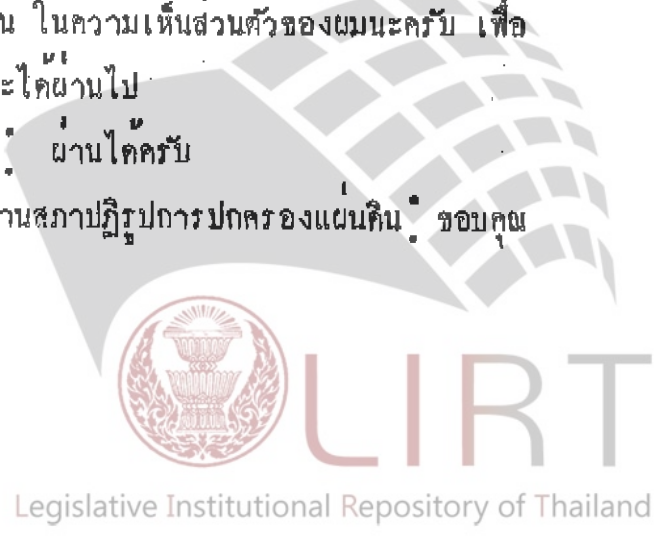 น ในความเห็นส่วนตัวของผมนะครับ เพื่อ
ะได้ผ่านไป
: ผ่านได้ครับ
านสภาปฏิรูปการปกครองแผ่นดิน : ขอบคุณ
LIRT
Legislative Institutional Repository of Thailand